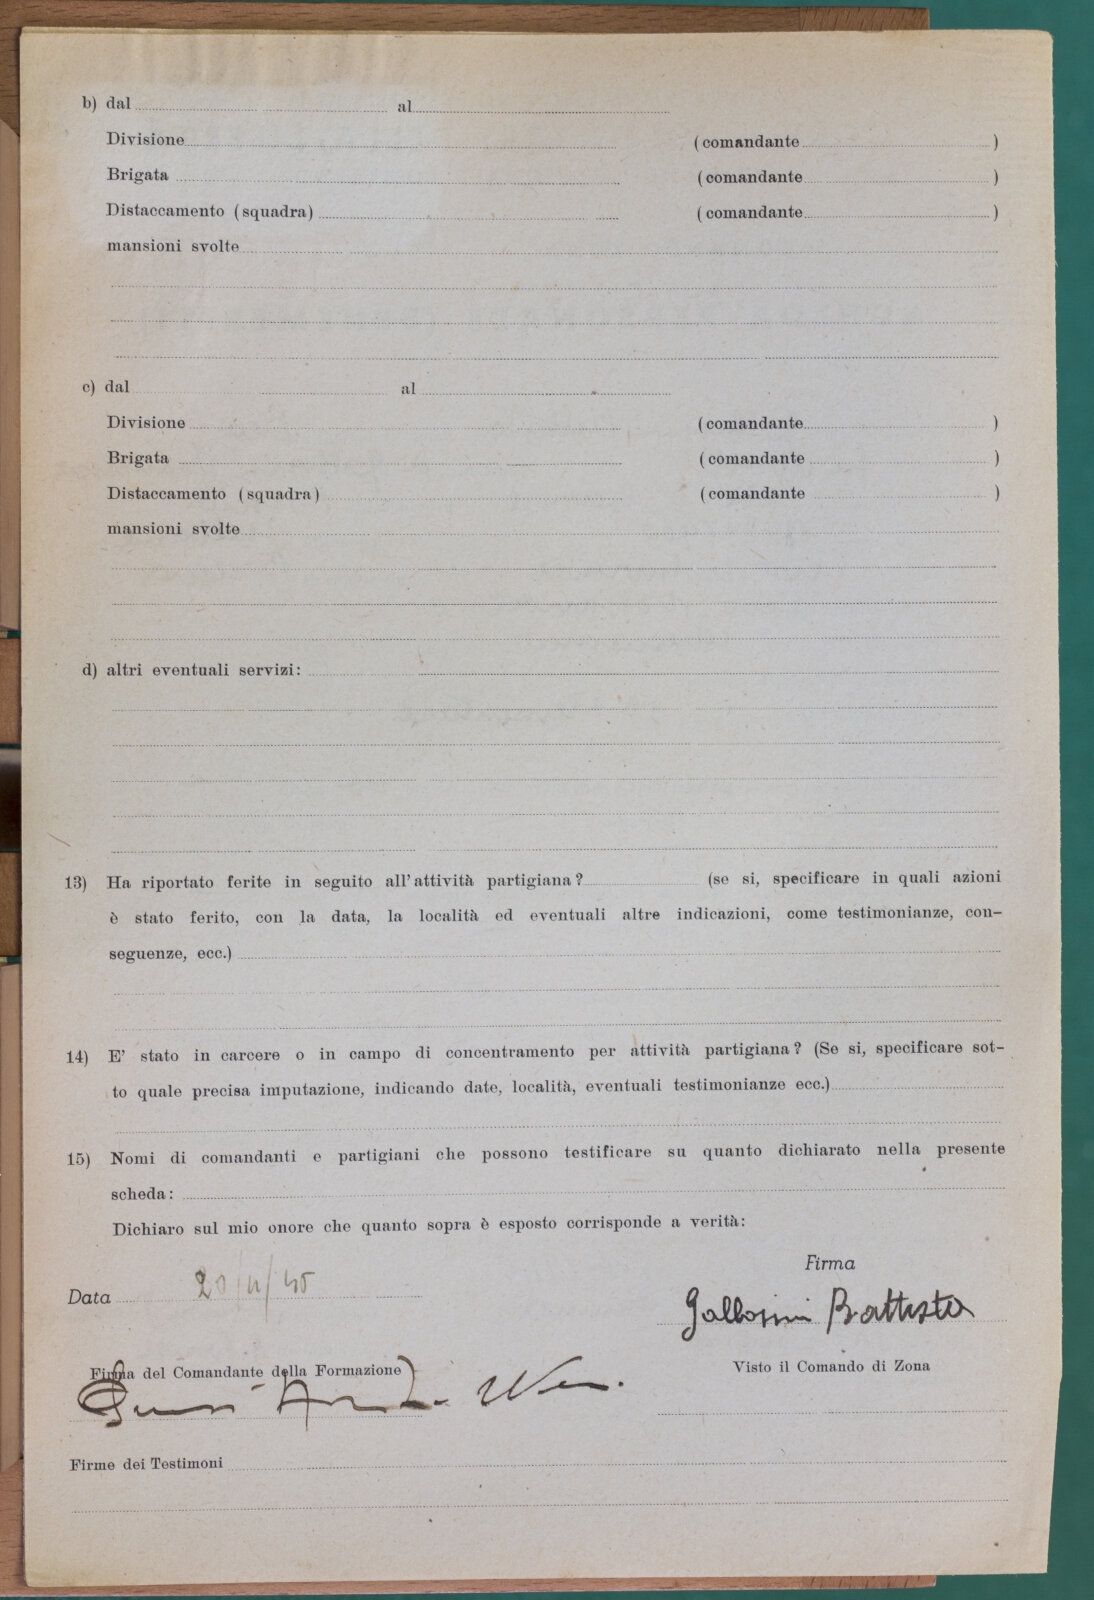 b) dal al
Divisione (comandante )
Brigata (comandante )
Distaccamento (squadra) (comandante )
mansioni svolte
c) dal al
Divisione (comandante )
Brigata (comandante )
Distaccamento (squadra) (comandante )
mansioni svolte
d) altri eventuali servizi:
13) Ha riportato ferite in seguito all'attività partigiana? (se si, specificare in quali azioni
è stato ferito, con la data, la località ed eventuali altre indicazioni, come testimonianze, con-
seguenze, ecc.)
14) E' stato in carcere o in campo di concentramento per attività partigiana? (Se si, specificare sot-
to quale precisa imputazione, indicando date, località, eventuali testimonianze ecc.)
15) Nomi di comandanti e partigiani che possono testificare su quanto dichiarato nella presente
scheda:
Dichiaro sul mio onore che quanto sopra è esposto corrisponde a verità:
Firma
Data
Battista
Firma del Comandante della Formazione
Visto il Comando di Zona
Firme dei Testimoni